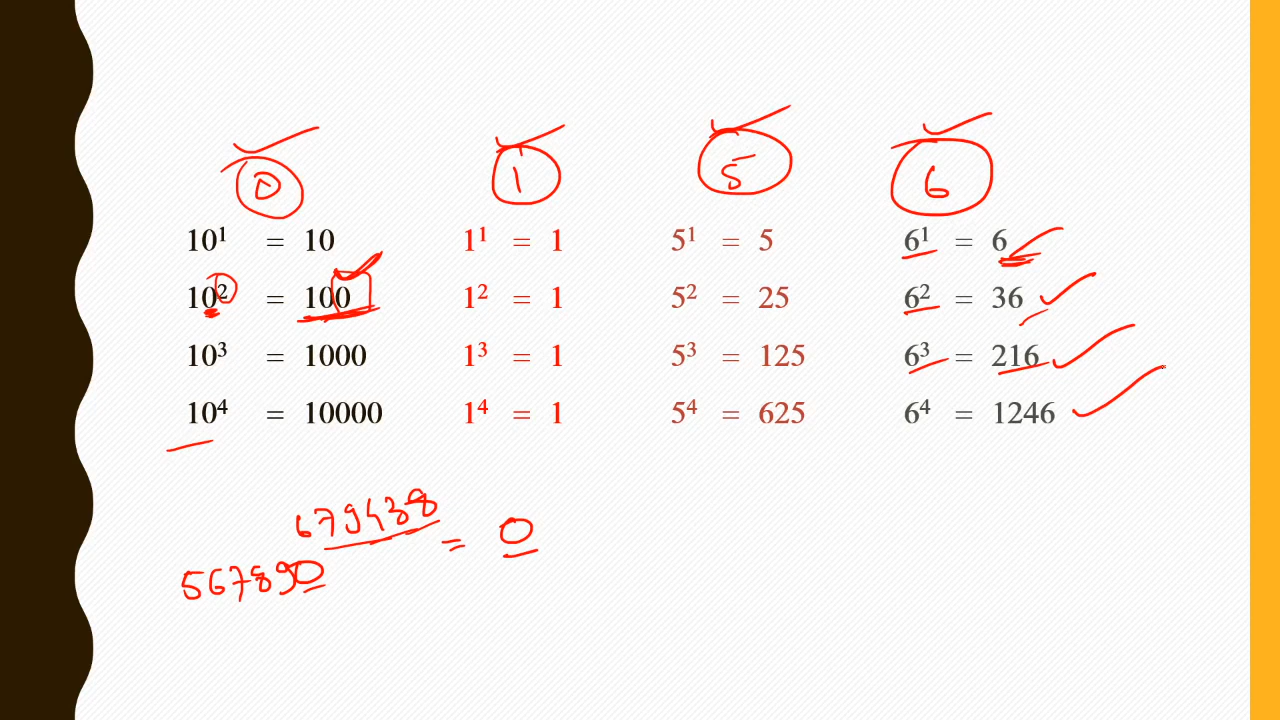 0 1 5 6
10¹ = 10 1¹ = 1 5¹ = 5 6¹ = 6
10² = 100 1² = 1 5² = 25 6² = 36
10³ = 1000 1³ = 1 5³ = 125 6³ = 216
10⁴ = 10000 1⁴ = 1 5⁴ = 625 6⁴ = 1246
679438 = 0
567890